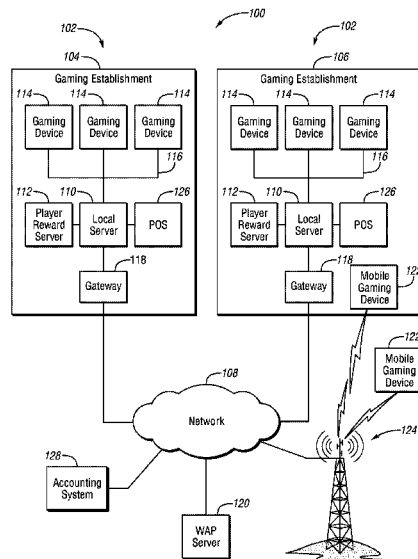 100
102
102
104
106
Gaming Establishment
Gaming Establishment
114
114
114
114
114
114
Gaming
Device
Gaming
Device
Gaming
Device
Gaming
Device
Gaming
Device
Gaming
Device
116
116
112
110
126
112
110
126
Player
Reward
Server
Local
Server
POS
Player
Reward
Server
Local
Server
POS
118
118
Gateway
Gateway
Mobile
Gaming
Device
Mobile
Gaming
Device
108
Network
124
128
Accounting
System
120
WAP
Server